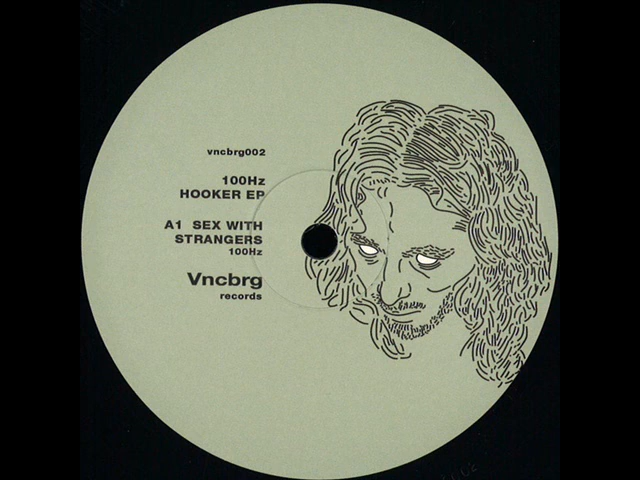 vncbrg002
100Hz
HOOKER EP
A1 SEX WITH
STRANGERS
100Hz
Vncbrg
records